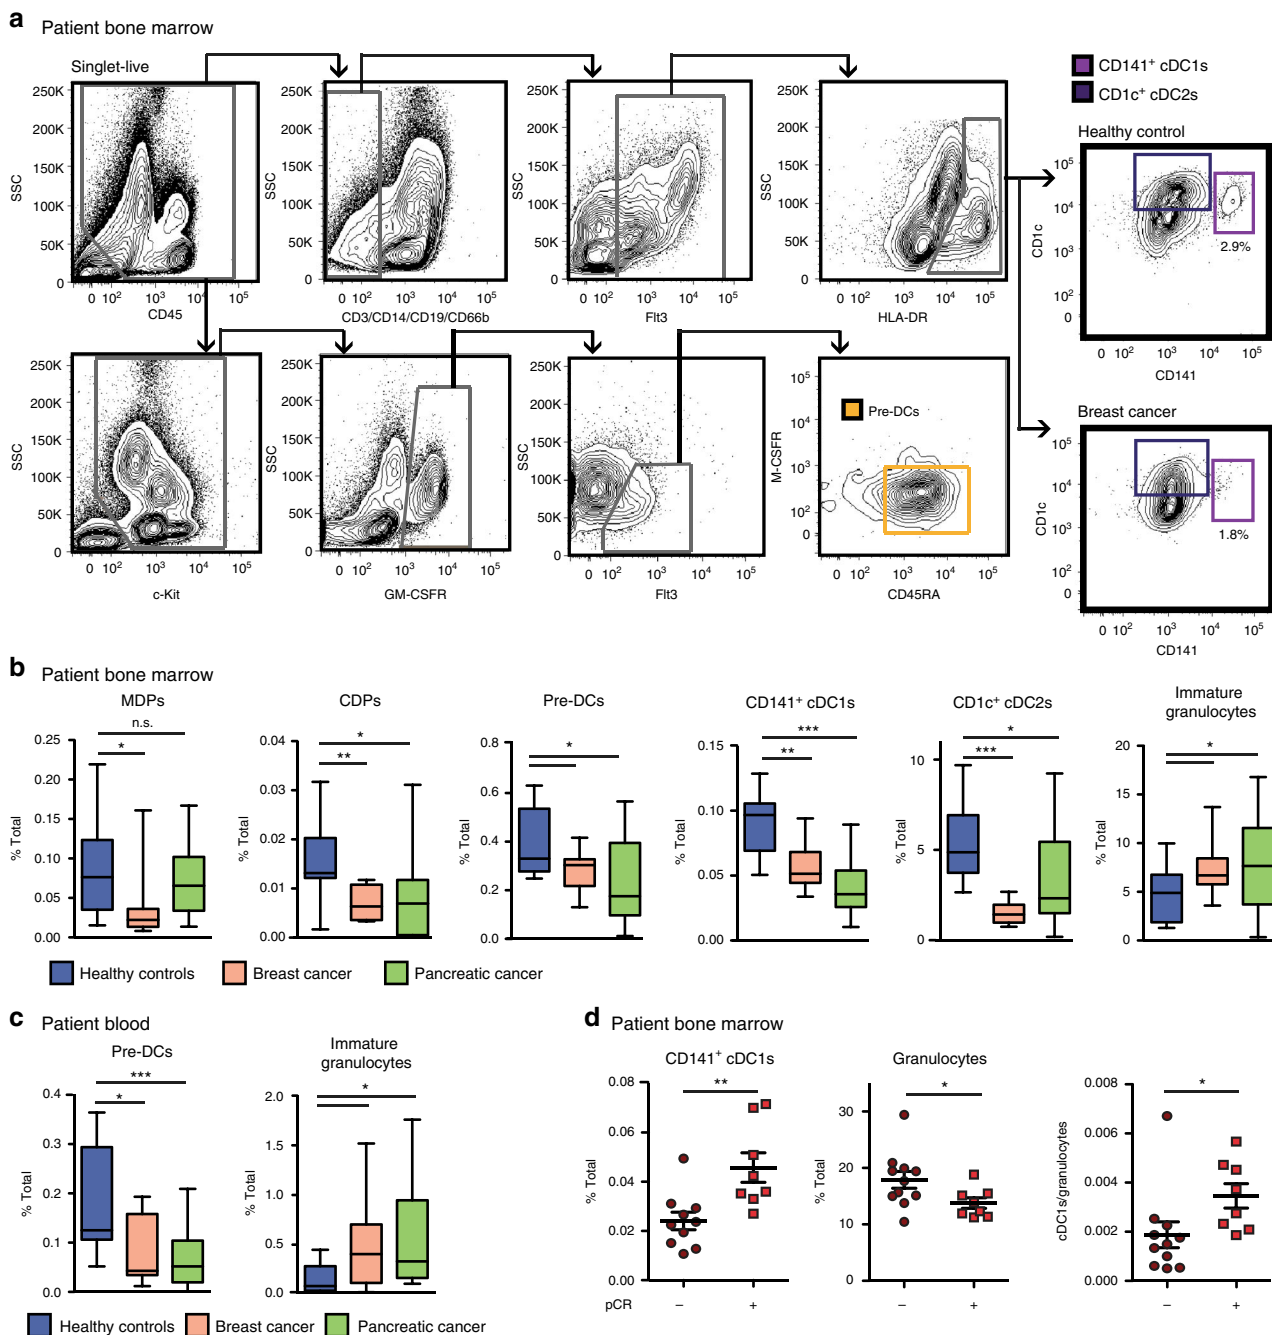 a Patient bone marrow
Singlet-live
250K
200K
150K
100K
50K
0
SSC
0 10² 10³ 10⁴ 10⁵
CD45
250K
200K
150K
100K
50K
0
SSC
0 10² 10³ 10⁴ 10⁵
CD3/CD14/CD19/CD66b
250K
200K
150K
100K
50K
0
SSC
0 10² 10³ 10⁴ 10⁵
Flt3
250K
200K
150K
100K
50K
0
SSC
0 10² 10³ 10⁴ 10⁵
HLA-DR
CD141⁺ cDC1s
CD1c⁺ cDC2s
Healthy control
10⁵
10⁴
10³
10²
0
CD1c
2.9%
0 10² 10³ 10⁴ 10⁵
CD141
250K
200K
150K
100K
50K
0
SSC
0 10² 10³ 10⁴ 10⁵
c-Kit
250K
200K
150K
100K
50K
0
SSC
0 10² 10³ 10⁴ 10⁵
GM-CSFR
250K
200K
150K
100K
50K
0
SSC
0 10² 10³ 10⁴ 10⁵
Flt3
Pre-DCs
10⁵
10⁴
10³
10²
0
M-CSFR
0 10² 10³ 10⁴ 10⁵
CD45RA
Breast cancer
10⁵
10⁴
10³
10²
0
CD1c
1.8%
0 10² 10³ 10⁴ 10⁵
CD141
b Patient bone marrow
MDPs
n.s.
*
0.25
0.20
0.15
0.10
0.05
0.00
% Total
CDPs
*
**
0.04
0.03
0.02
0.01
0.00
% Total
Pre-DCs
*
0.8
0.6
0.4
0.2
0.0
% Total
CD141⁺ cDC1s
***
**
0.15
0.10
0.05
0.00
% Total
CD1c⁺ cDC2s
*
***
10
5
0
% Total
Immature
granulocytes
*
20
15
10
5
0
% Total
Healthy controls Breast cancer Pancreatic cancer
c Patient blood
Pre-DCs
***
*
0.4
0.3
0.2
0.1
0.0
% Total
Immature
granulocytes
*
2.0
1.5
1.0
0.5
0.0
% Total
Healthy controls Breast cancer Pancreatic cancer
d Patient bone marrow
CD141⁺ cDC1s
**
0.08
0.06
0.04
0.02
0.00
% Total
pCR − +
Granulocytes
*
30
20
10
0
% Total
− +
*
0.008
0.006
0.004
0.002
0.000
cDC1s/granulocytes
− +